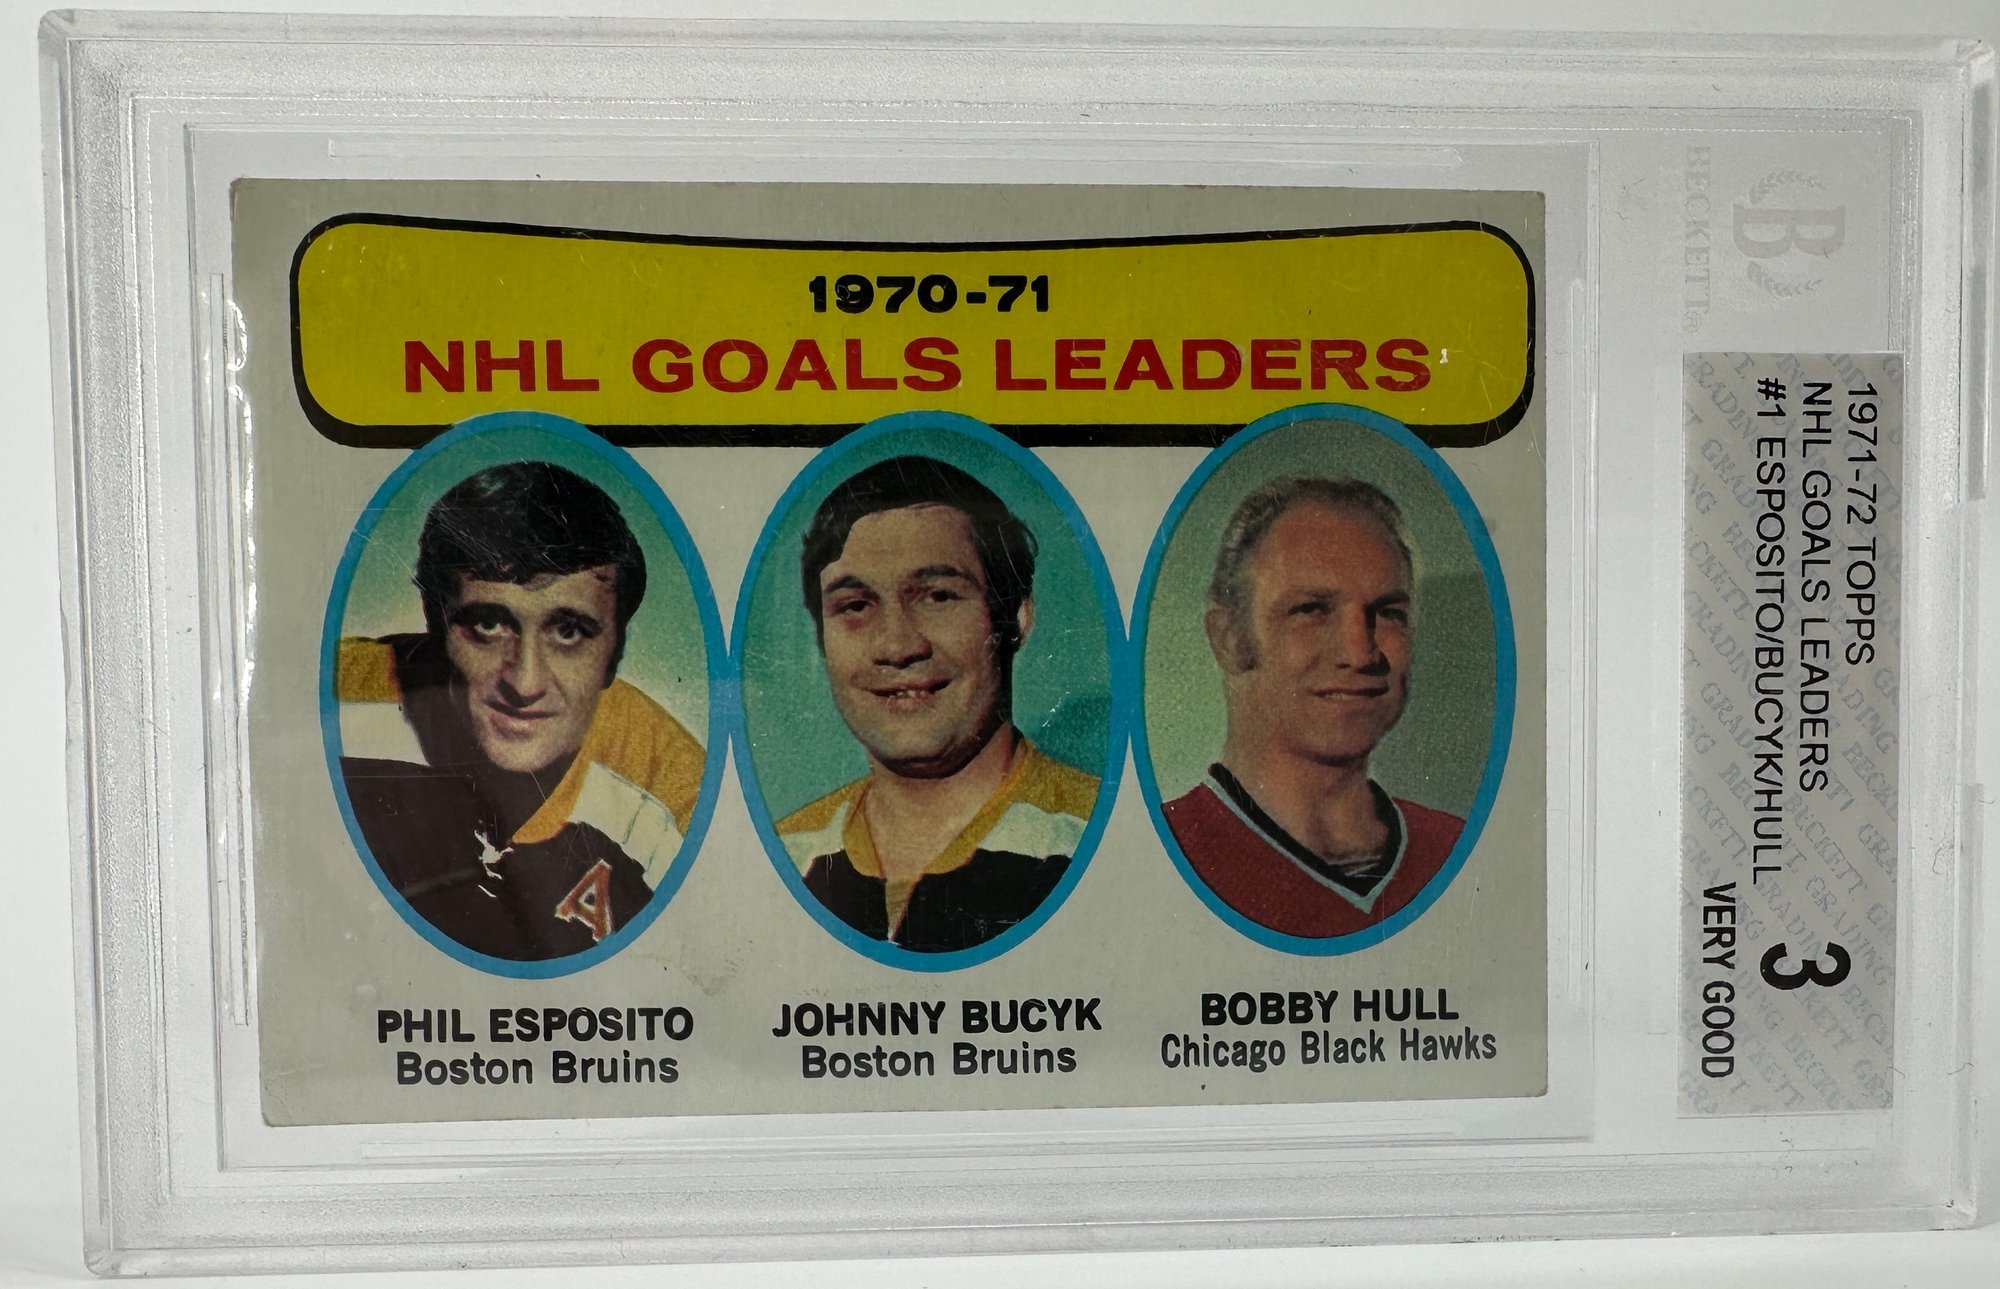 1970-71
NHL GOALS LEADERS
PHIL ESPOSITO
Boston Bruins
JOHNNY BUCYK
Boston Bruins
BOBBY HULL
Chicago Black Hawks
A
B
BECKETT®
1971-72 TOPPS
NHL GOALS LEADERS
#1 ESPOSITO/BUCYK/HULL
3
VERY GOOD